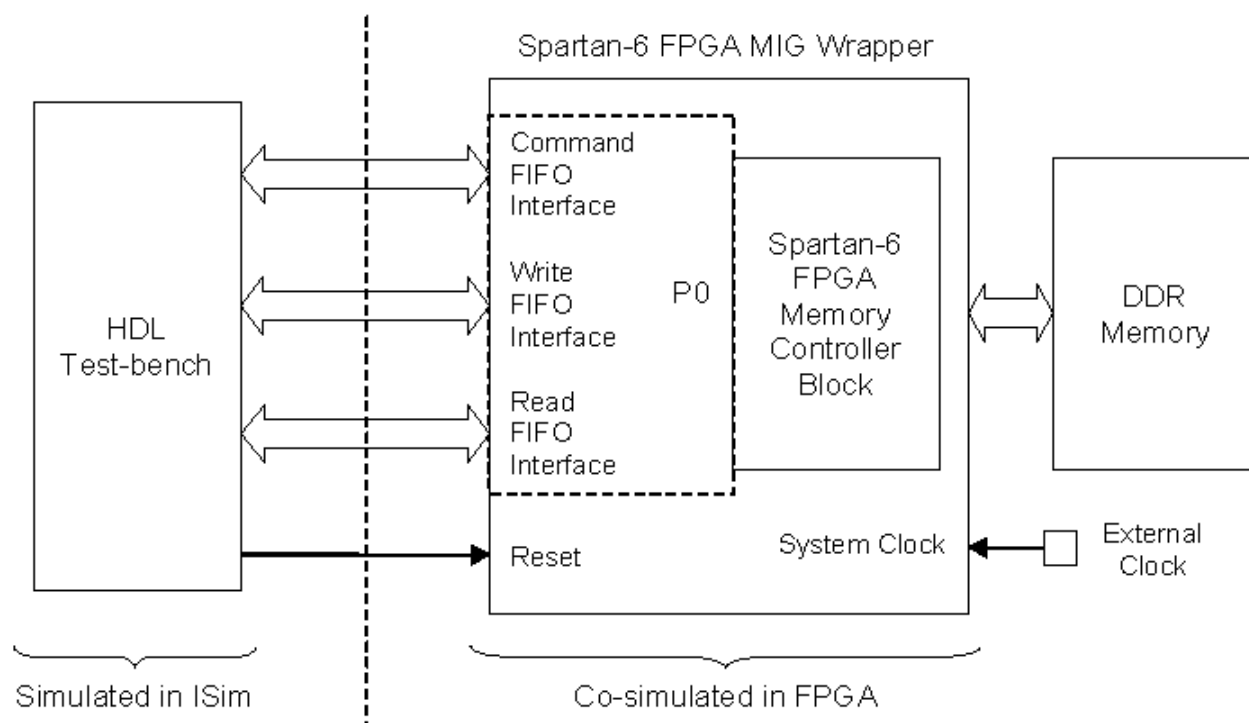 Spartan-6 FPGA MIG Wrapper
HDL
Test-bench
Command
FIFO
Interface
Write
FIFO
Interface
Read
FIFO
Interface
P0
Spartan-6
FPGA
Memory
Controller
Block
DDR
Memory
Reset
System Clock
External
Clock
Simulated in ISim
Co-simulated in FPGA